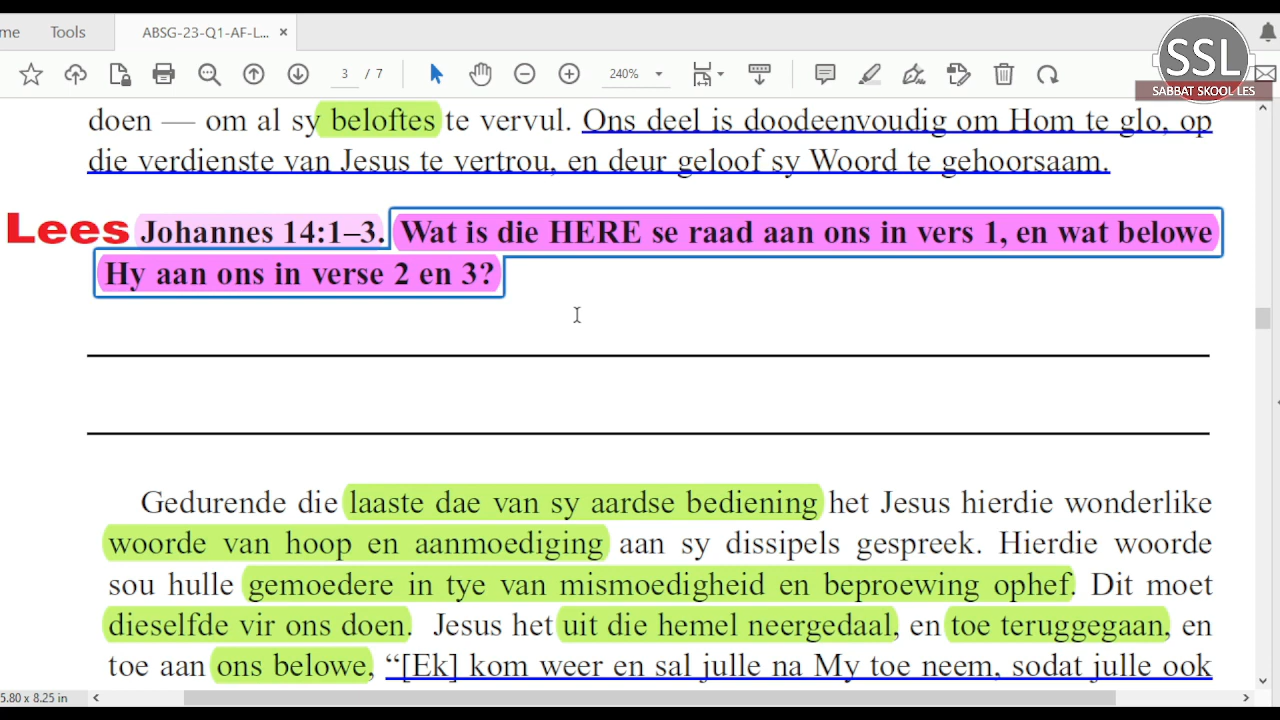 me Tools ABSG-23-Q1-AF-L... ×
SSL
SABBAT SKOOL LES
3 / 7 240%
doen — om al sy beloftes te vervul. Ons deel is doodeenvoudig om Hom te glo, op
die verdienste van Jesus te vertrou, en deur geloof sy Woord te gehoorsaam.
Lees Johannes 14:1–3. Wat is die HERE se raad aan ons in vers 1, en wat belowe
Hy aan ons in verse 2 en 3?
Gedurende die laaste dae van sy aardse bediening het Jesus hierdie wonderlike
woorde van hoop en aanmoediging aan sy dissipels gespreek. Hierdie woorde
sou hulle gemoedere in tye van mismoedigheid en beproewing ophef. Dit moet
dieselfde vir ons doen. Jesus het uit die hemel neergedaal, en toe teruggegaan, en
toe aan ons belowe, “[Ek] kom weer en sal julle na My toe neem, sodat julle ook
5.80 x 8.25 in